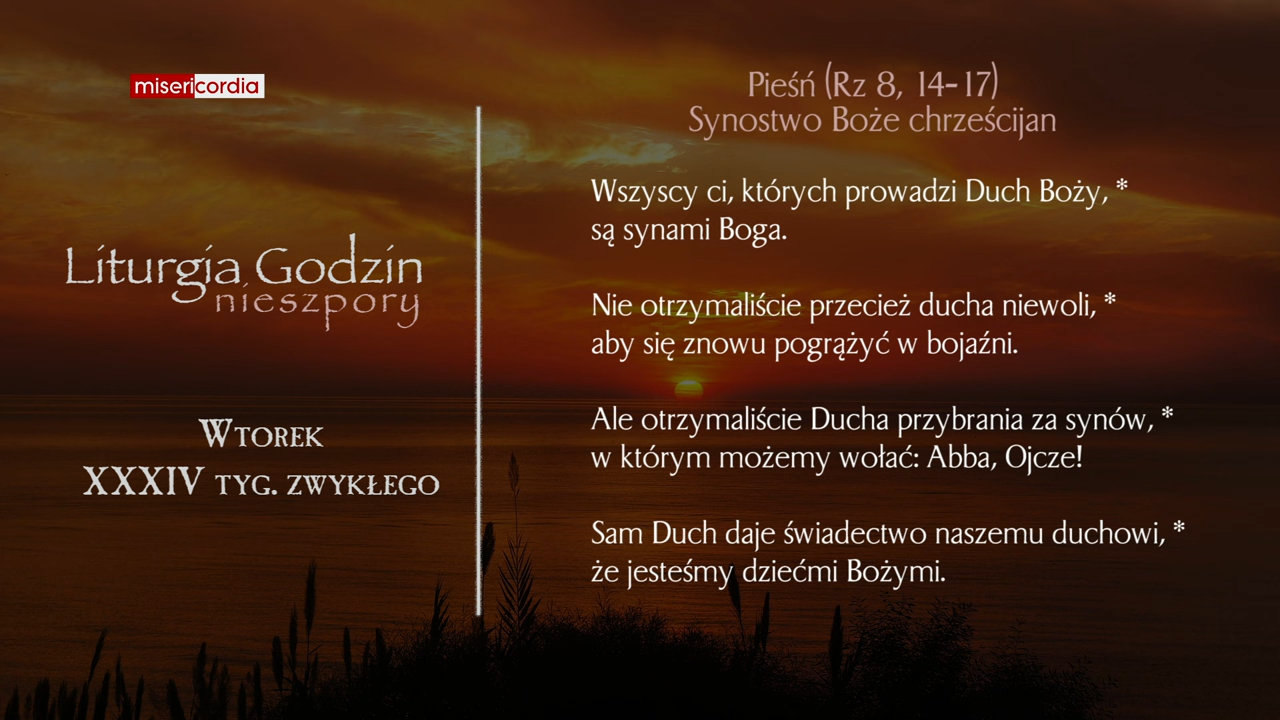 misericordia
Liturgia Godzin
nieszpory
Wtorek
XXXIV tyg. zwykłego
Pieśń (Rz 8, 14-17)
Synostwo Boże chrześcijan
Wszyscy ci, których prowadzi Duch Boży, *
są synami Boga.
Nie otrzymaliście przecież ducha niewoli, *
aby się znowu pogrążyć w bojaźni.
Ale otrzymaliście Ducha przybrania za synów, *
w którym możemy wołać: Abba, Ojcze!
Sam Duch daje świadectwo naszemu duchowi, *
że jesteśmy dziećmi Bożymi.